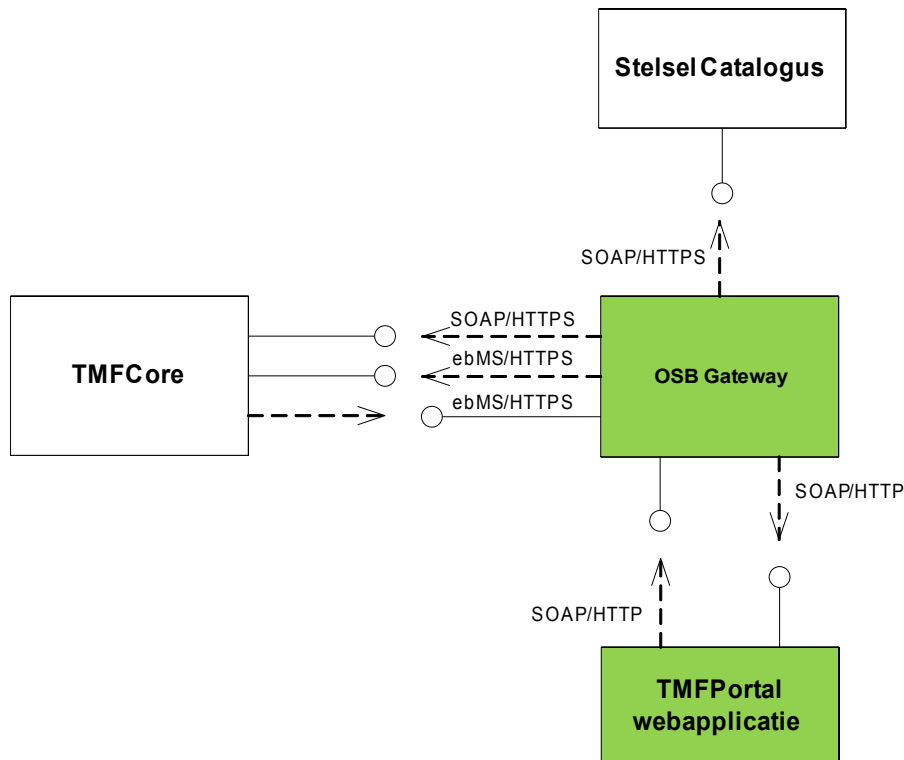 Stelsel Catalogus
SOAP/HTTPS
SOAP/HTTPS
ebMS/HTTPS
ebMS/HTTPS
TMFCore
OSB Gateway
SOAP/HTTP
SOAP/HTTP
TMFPortal
webapplicatie